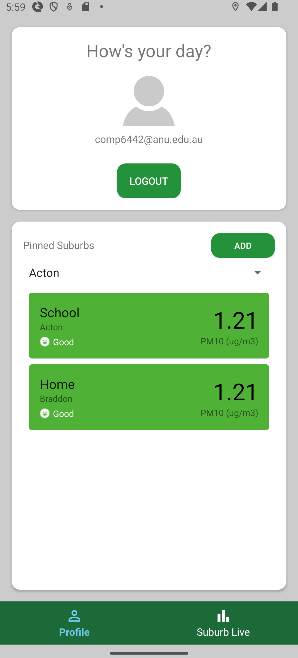 5:59
How's your day?
comp6442@anu.edu.au
LOGOUT
Pinned Suburbs
ADD
Acton
School
Acton
Good
1.21
PM10 (ug/m3)
Home
Braddon
Good
1.21
PM10 (ug/m3)
Profile
Suburb Live